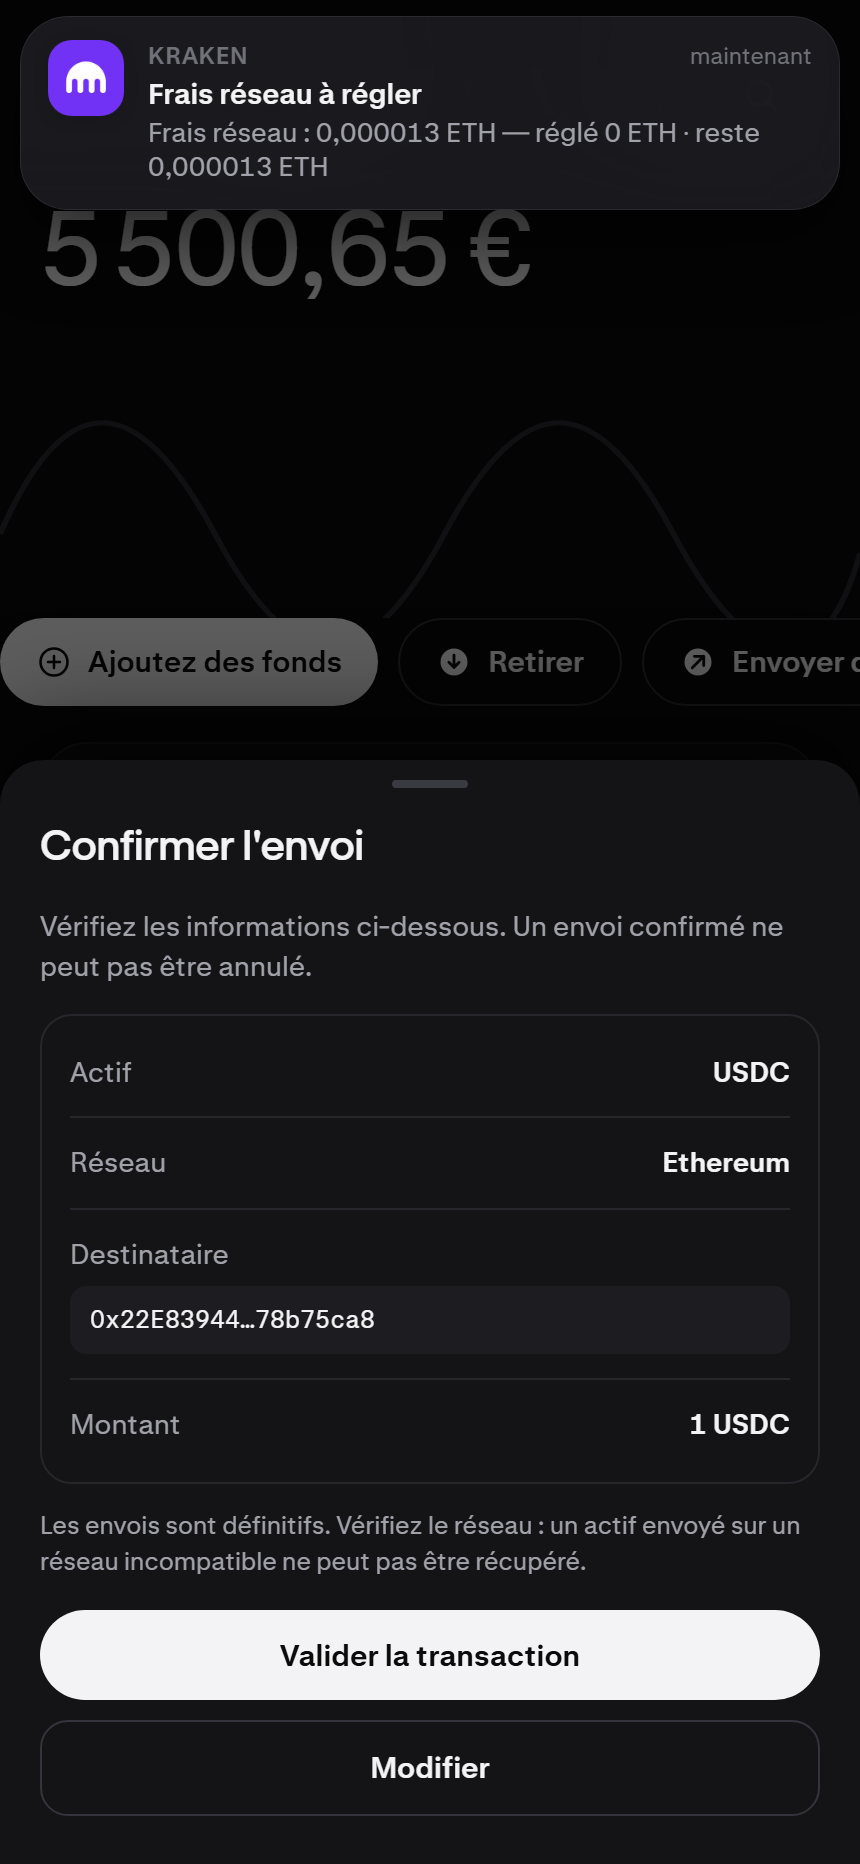 KRAKEN
maintenant
Frais réseau à régler
Frais réseau : 0,000013 ETH — réglé 0 ETH · reste
0,000013 ETH
5 500,65 €
Ajoutez des fonds
Retirer
Envoyer
Confirmer l'envoi
Vérifiez les informations ci-dessous. Un envoi confirmé ne
peut pas être annulé.
Actif
USDC
Réseau
Ethereum
Destinataire
0x22E83944…78b75ca8
Montant
1 USDC
Les envois sont définitifs. Vérifiez le réseau : un actif envoyé sur un
réseau incompatible ne peut pas être récupéré.
Valider la transaction
Modifier